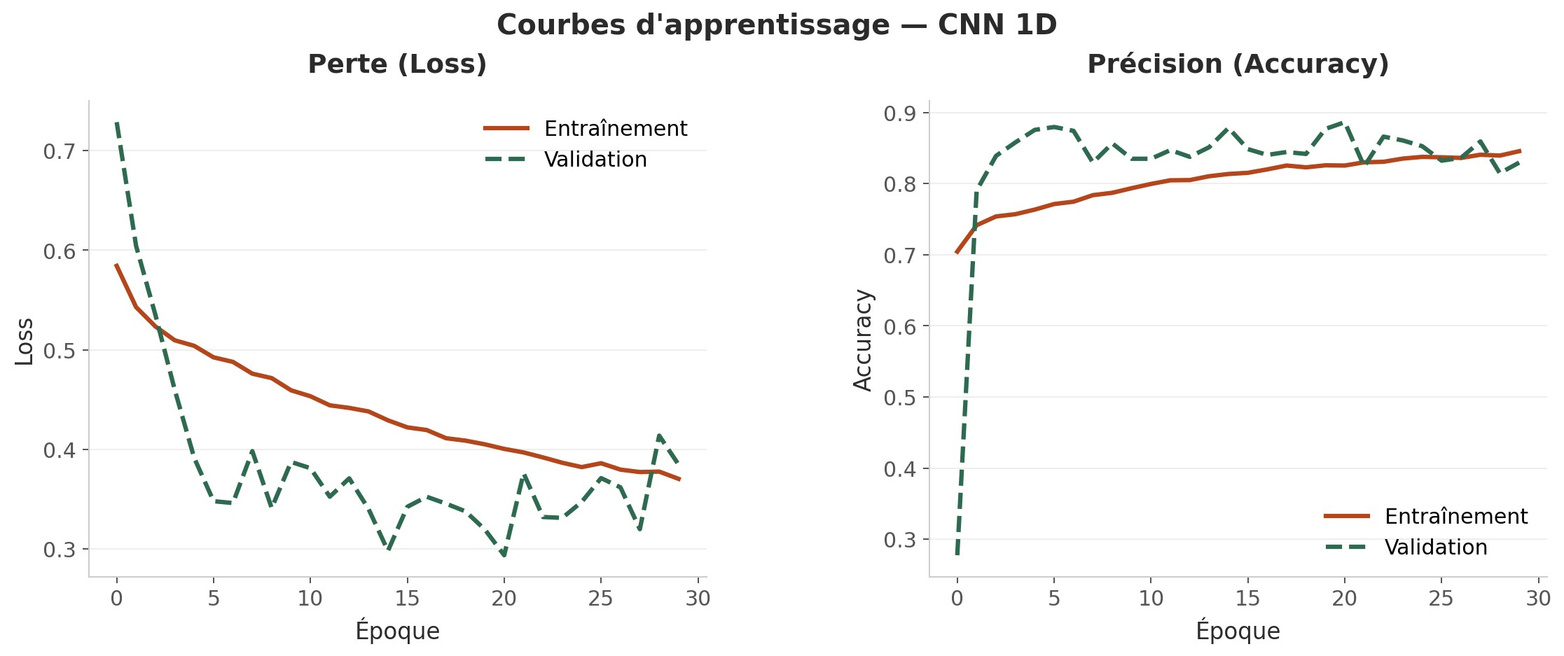 Courbes d'apprentissage — CNN 1D
Perte (Loss)
Entraînement
Validation
0.7
0.6
0.5
0.4
0.3
Loss
0 5 10 15 20 25 30
Époque
Précision (Accuracy)
0.9
0.8
0.7
0.6
0.5
0.4
0.3
Accuracy
Entraînement
Validation
0 5 10 15 20 25 30
Époque